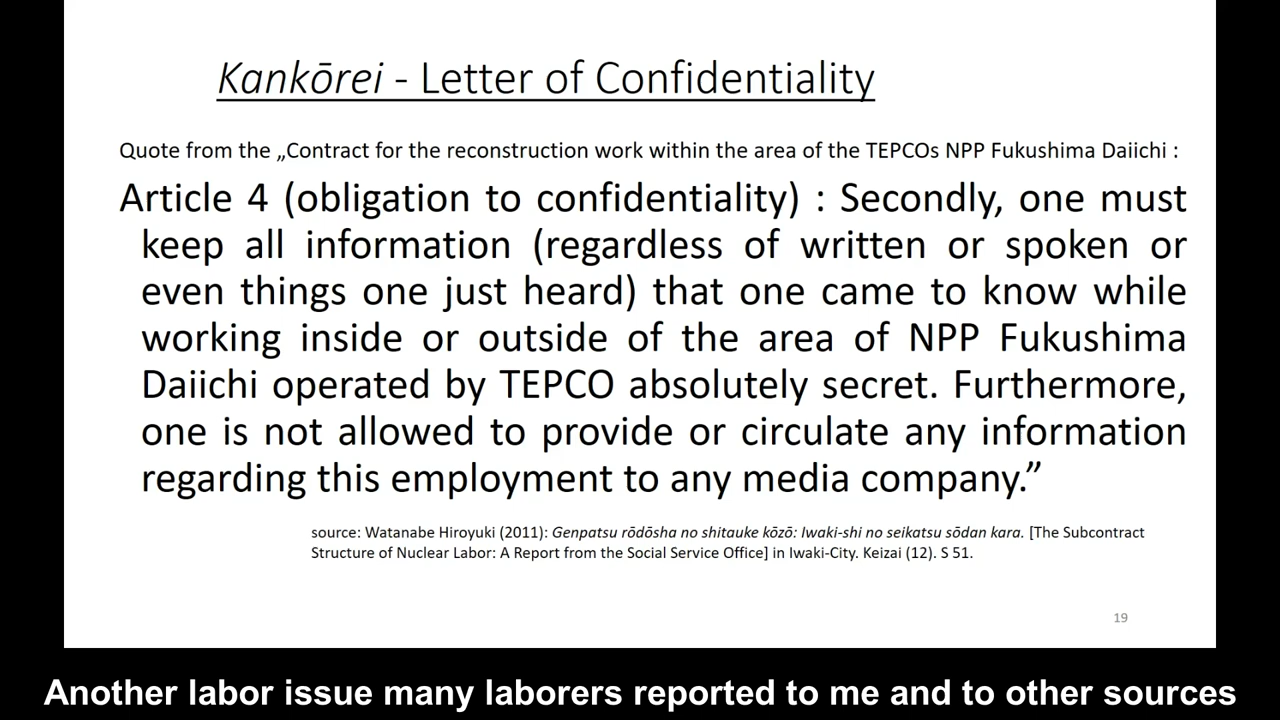 Kankōrei - Letter of Confidentiality
Quote from the „Contract for the reconstruction work within the area of the TEPCOs NPP Fukushima Daiichi :
Article 4 (obligation to confidentiality) : Secondly, one must
keep all information (regardless of written or spoken or
even things one just heard) that one came to know while
working inside or outside of the area of NPP Fukushima
Daiichi operated by TEPCO absolutely secret. Furthermore,
one is not allowed to provide or circulate any information
regarding this employment to any media company.”
source: Watanabe Hiroyuki (2011): Genpatsu rōdōsha no shitauke kōzō: Iwaki-shi no seikatsu sōdan kara. [The Subcontract
Structure of Nuclear Labor: A Report from the Social Service Office] in Iwaki-City. Keizai (12). S 51.
19
Another labor issue many laborers reported to me and to other sources